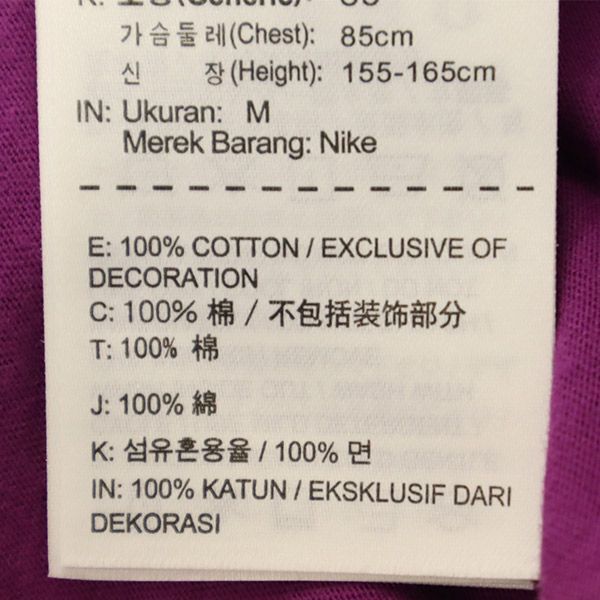 가슴둘레(Chest): 85cm
신 장(Height): 155-165cm
IN: Ukuran: M
Merek Barang: Nike
E: 100% COTTON / EXCLUSIVE OF
DECORATION
C: 100% 棉 / 不包括装饰部分
T: 100% 棉
J: 100% 綿
K: 섬유혼용율 / 100% 면
IN: 100% KATUN / EKSKLUSIF DARI
DEKORASI